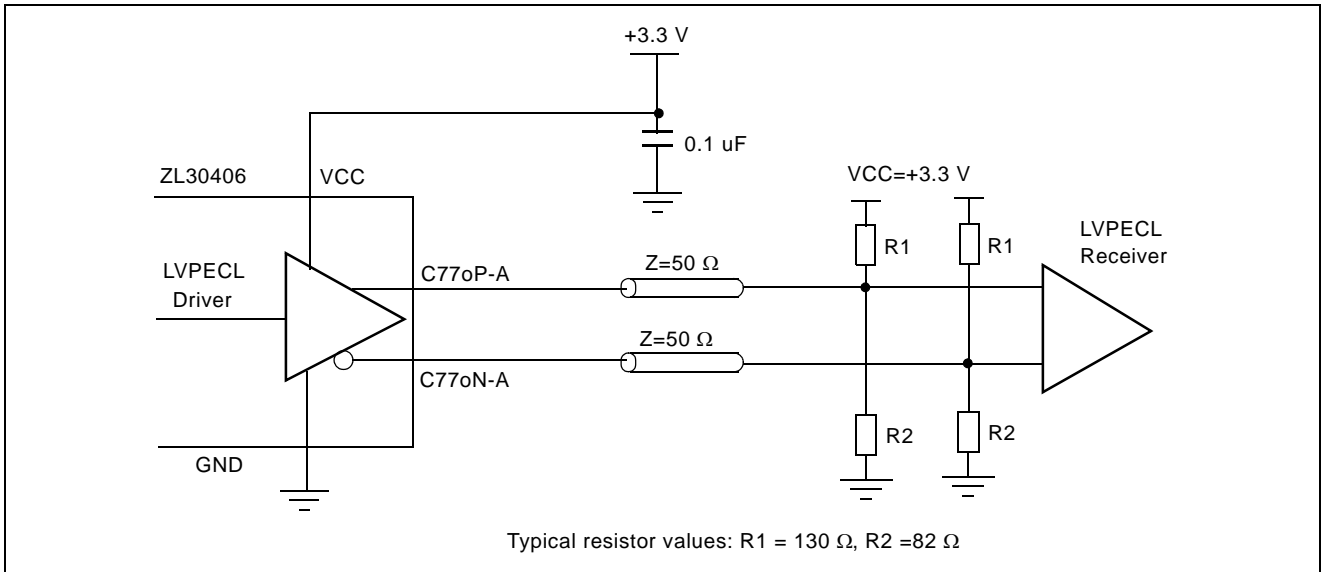 +3.3 V
0.1 uF
ZL30406
VCC
VCC=+3.3 V
R1
R1
LVPECL
Receiver
LVPECL
Driver
C77oP-A
Z=50 Ω
Z=50 Ω
C77oN-A
R2
R2
GND
Typical resistor values: R1 = 130 Ω, R2 =82 Ω